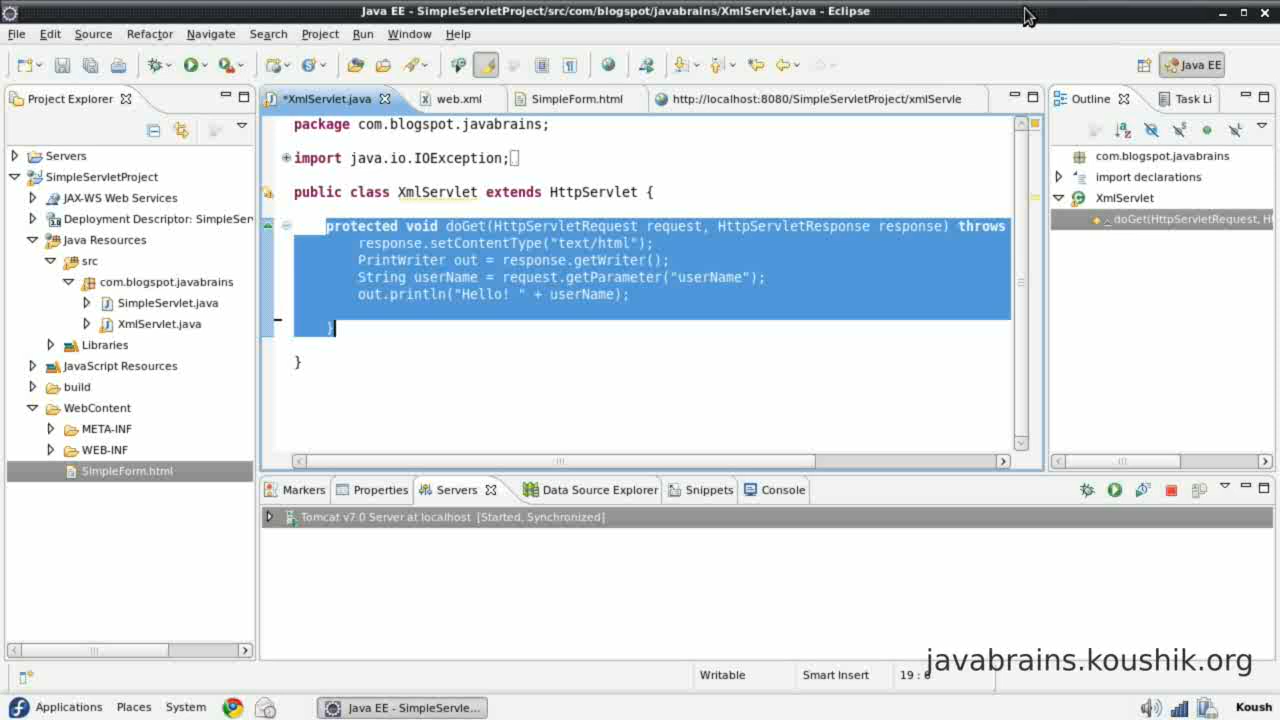 Java EE - SimpleServletProject/src/com/blogspot/javabrains/XmlServlet.java - Eclipse
File Edit Source Refactor Navigate Search Project Run Window Help
Java EE
Project Explorer
*XmlServlet.java web.xml SimpleForm.html http://localhost:8080/SimpleServletProject/xmlServle
Outline Task Li
Servers
SimpleServletProject
JAX-WS Web Services
Deployment Descriptor: SimpleSer
Java Resources
src
com.blogspot.javabrains
SimpleServlet.java
XmlServlet.java
Libraries
JavaScript Resources
build
WebContent
META-INF
WEB-INF
SimpleForm.html
package com.blogspot.javabrains;
import java.io.IOException;
public class XmlServlet extends HttpServlet {
protected void doGet(HttpServletRequest request, HttpServletResponse response) throws
response.setContentType("text/html");
PrintWriter out = response.getWriter();
String userName = request.getParameter("userName");
out.println("Hello! " + userName);
}
}
com.blogspot.javabrains
import declarations
XmlServlet
doGet(HttpServletRequest, H
Markers Properties Servers Data Source Explorer Snippets Console
Tomcat v7.0 Server at localhost [Started, Synchronized]
javabrains.koushik.org
Writable Smart Insert 19 : 6
Applications Places System Java EE - SimpleServle... Koush